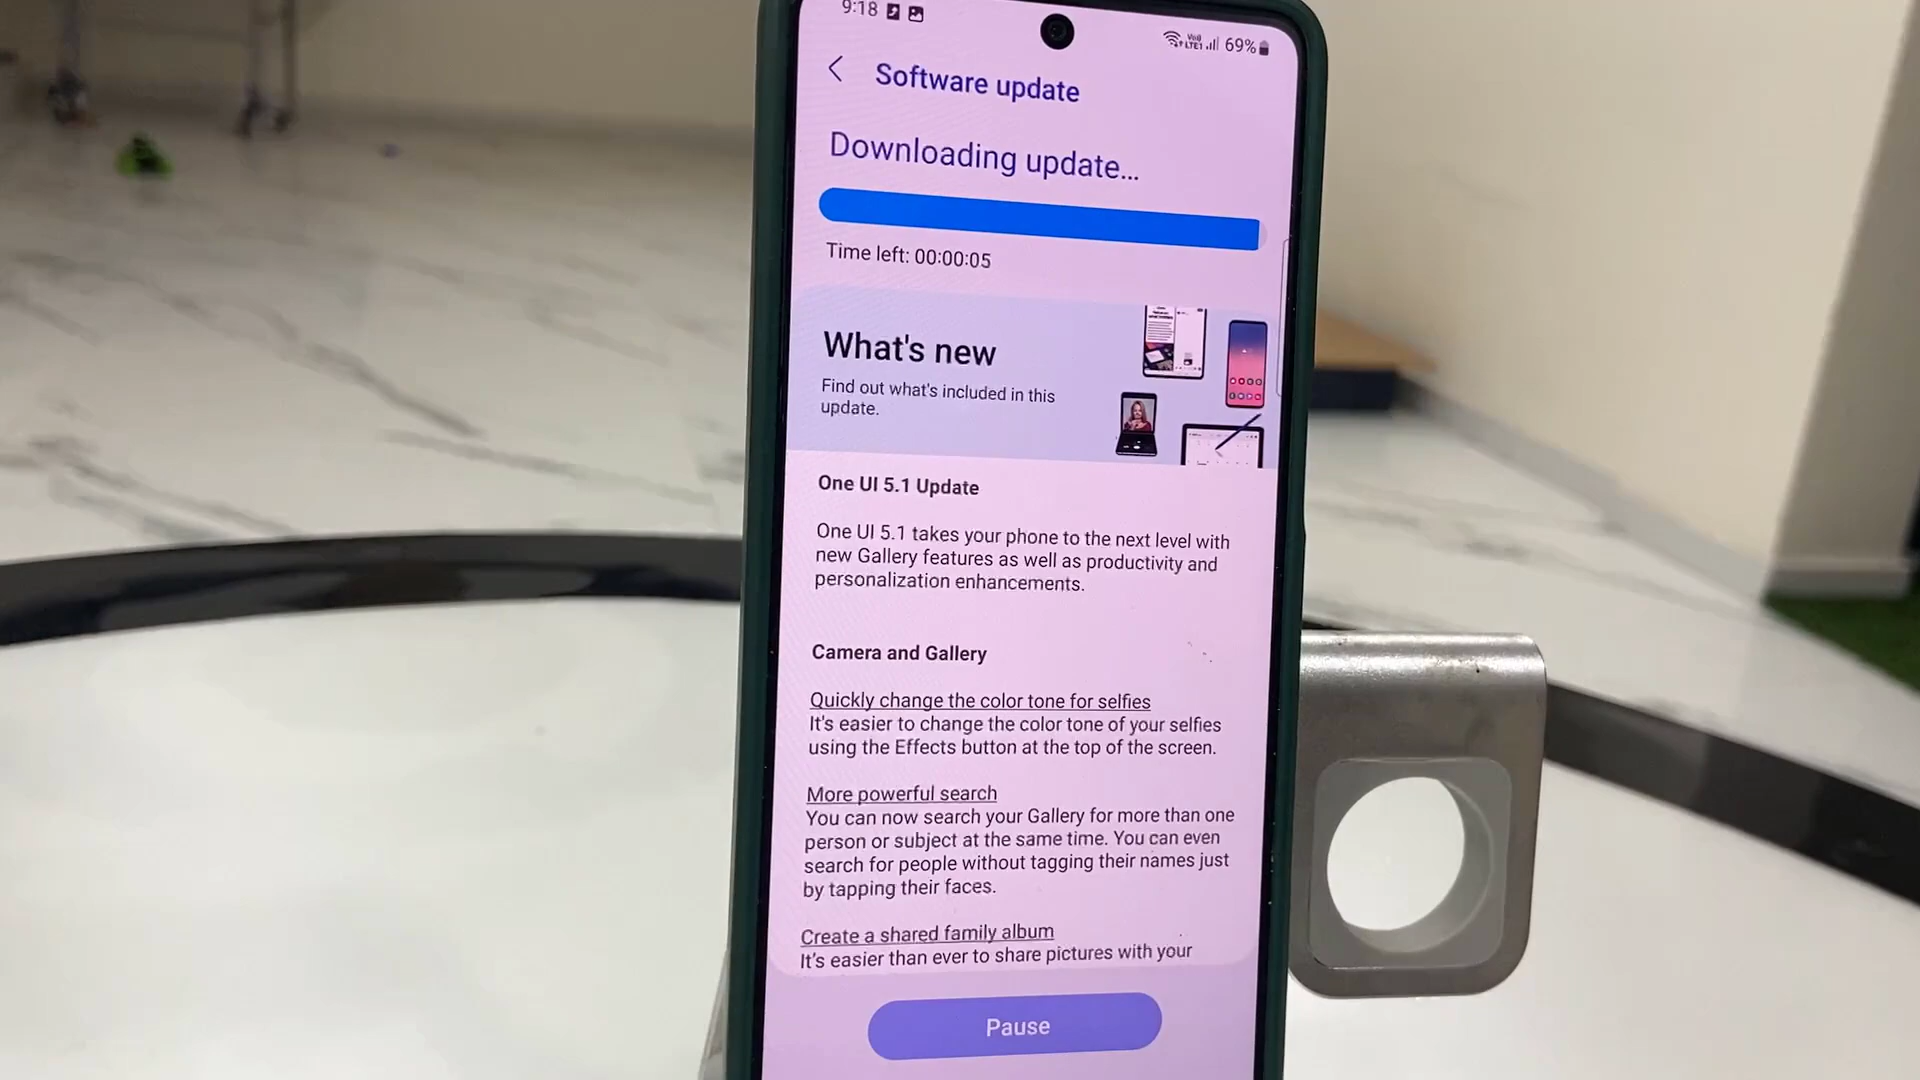 9:18
69%
Software update
Downloading update...
Time left: 00:00:05
What's new
Find out what's included in this
update.
One UI 5.1 Update
One UI 5.1 takes your phone to the next level with
new Gallery features as well as productivity and
personalization enhancements.
Camera and Gallery
Quickly change the color tone for selfies
It's easier to change the color tone of your selfies
using the Effects button at the top of the screen.
More powerful search
You can now search your Gallery for more than one
person or subject at the same time. You can even
search for people without tagging their names just
by tapping their faces.
Create a shared family album
It's easier than ever to share pictures with your
Pause